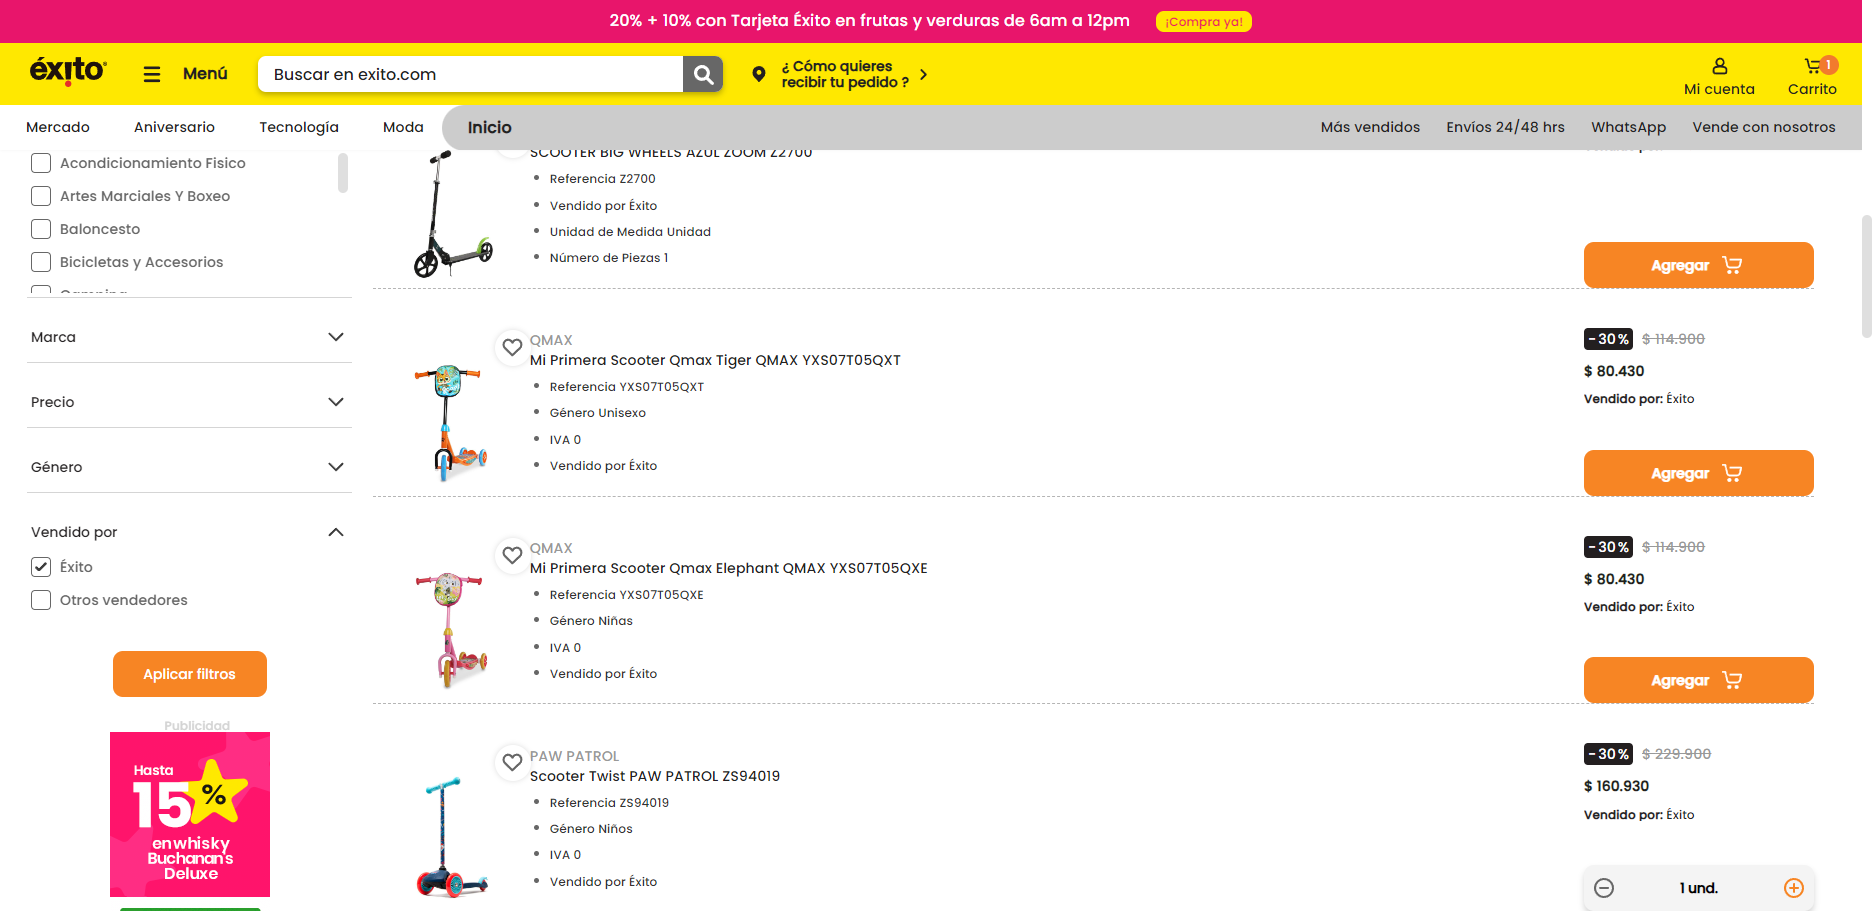 20% + 10% con Tarjeta Éxito en frutas y verduras de 6am a 12pm
¡Compra ya!
éxito
Menú
Buscar en exito.com
¿ Cómo quieres
recibir tu pedido ?
Mi cuenta
1
Carrito
Mercado
Aniversario
Tecnología
Moda
Inicio
Más vendidos
Envíos 24/48 hrs
WhatsApp
Vende con nosotros
Acondicionamiento Fisico
Artes Marciales Y Boxeo
Baloncesto
Bicicletas y Accesorios
Camping
Marca
Precio
Género
Vendido por
Éxito
Otros vendedores
Aplicar filtros
Publicidad
Hasta
15%
en whisky
Buchanan's
Deluxe
SCOOTER BIG WHEELS AZUL ZOOM Z2700
Referencia Z2700
Vendido por Éxito
Unidad de Medida Unidad
Número de Piezas 1
Agregar
QMAX
Mi Primera Scooter Qmax Tiger QMAX YXS07T05QXT
Referencia YXS07T05QXT
Género Unisexo
IVA 0
Vendido por Éxito
-30% $ 114.900
$ 80.430
Vendido por: Éxito
Agregar
QMAX
Mi Primera Scooter Qmax Elephant QMAX YXS07T05QXE
Referencia YXS07T05QXE
Género Niñas
IVA 0
Vendido por Éxito
-30% $ 114.900
$ 80.430
Vendido por: Éxito
Agregar
PAW PATROL
Scooter Twist PAW PATROL ZS94019
Referencia ZS94019
Género Niños
IVA 0
Vendido por Éxito
-30% $ 229.900
$ 160.930
Vendido por: Éxito
1 und.